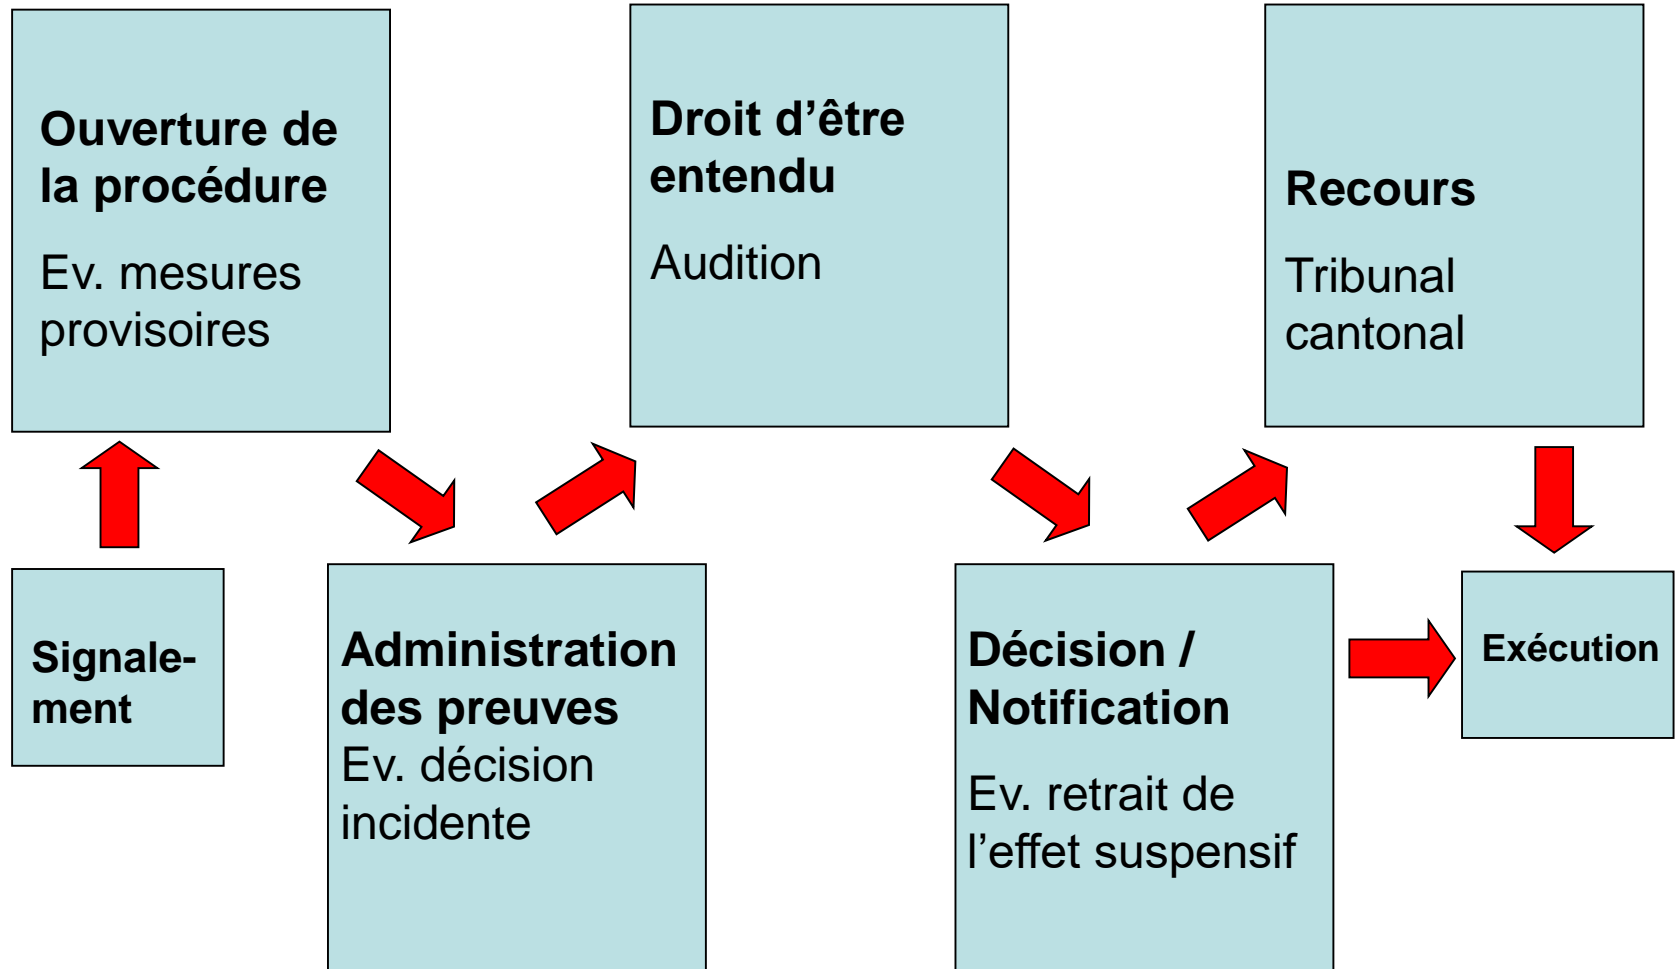 Ouverture de
la procédure
Ev. mesures
provisoires
Droit d’être
entendu
Audition
Recours
Tribunal
cantonal
Signale-
ment
Administration
des preuves
Ev. décision
incidente
Décision /
Notification
Ev. retrait de
l’effet suspensif
Exécution